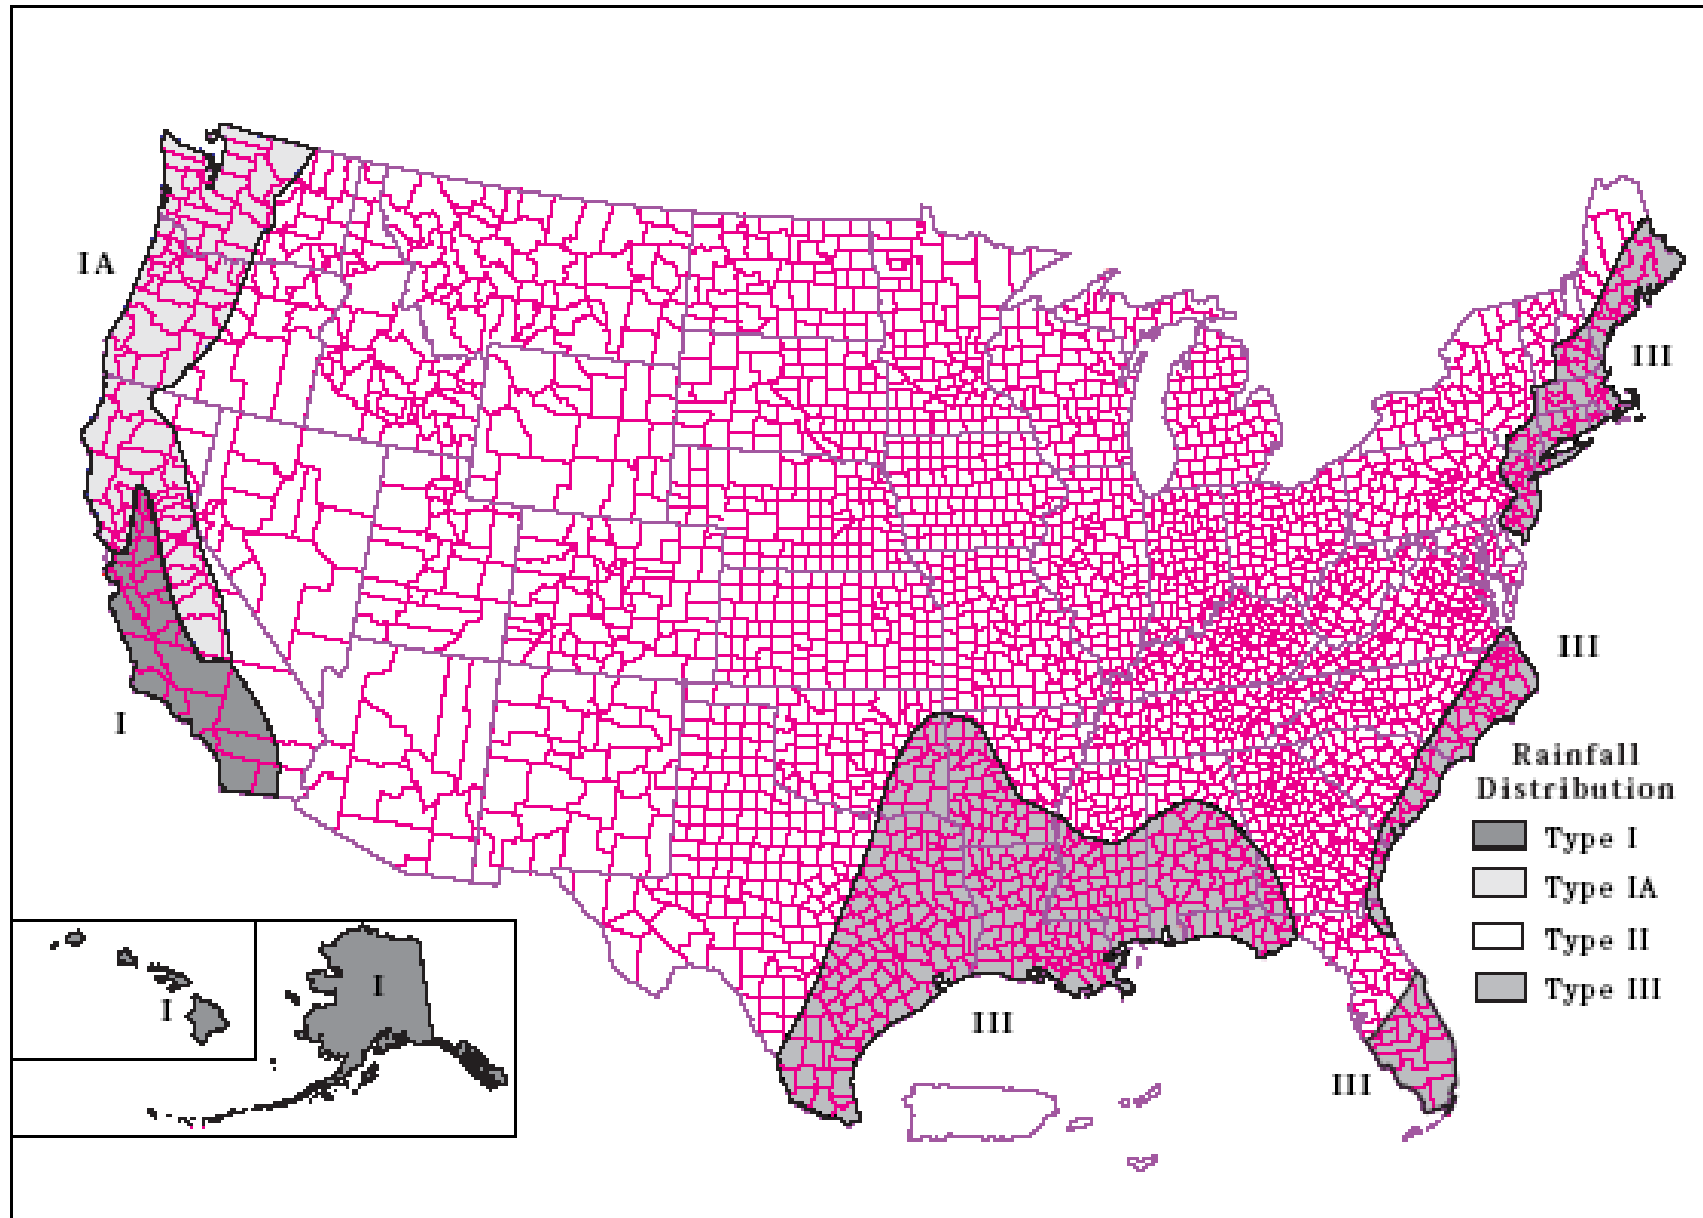 IA
III
III
I
Rainfall
Distribution
Type I
Type IA
Type II
Type III
I
I
III
III